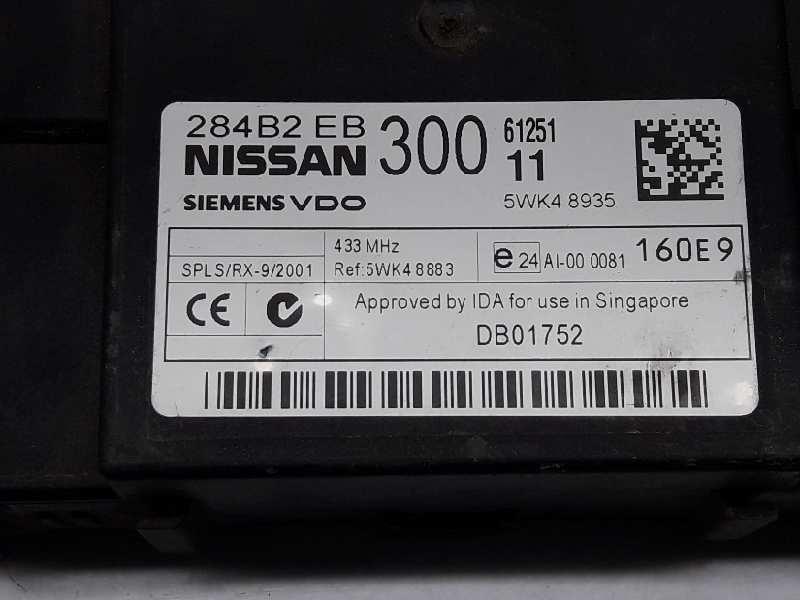 284B2 EB 300 61251
NISSAN 11
SIEMENS VDO 5WK4 8935
433 MHz
SPLS/RX-9/2001 Ref:5WK4 8883 e 24 AI-00 0081 160E9
CE Approved by IDA for use in Singapore
DB01752